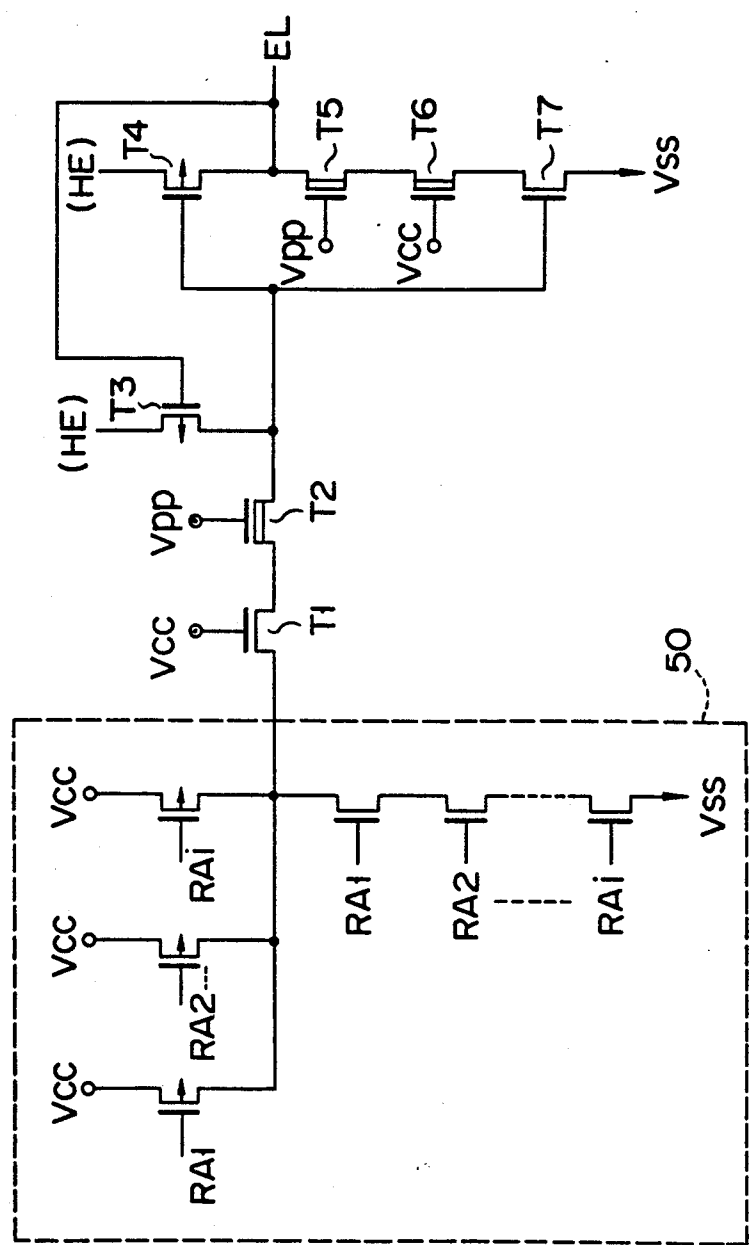 (HE)
T4
EL
Vpp
T5
VCC
T6
T7
VSS
(HE)
T3
Vpp
T2
VCC
T1
50
VCC
VCC
VCC
RA1
RA2
RAi
RA1
RA2
RAi
VSS